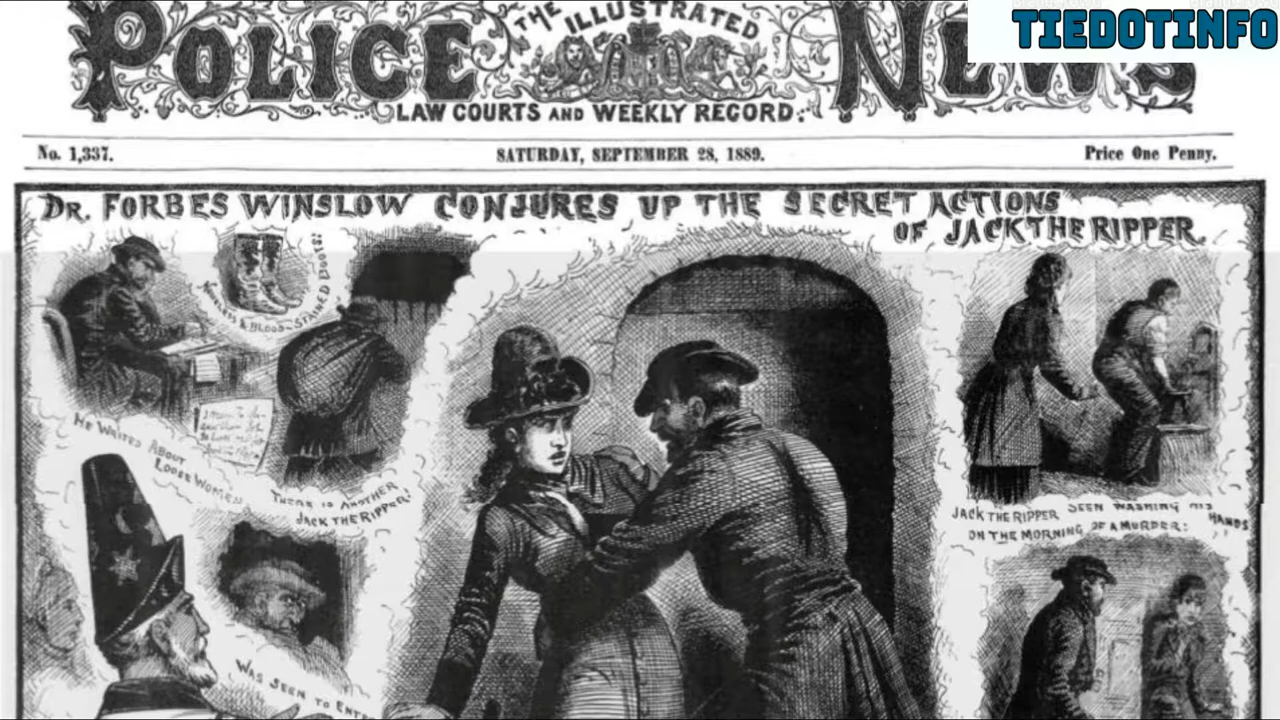 TIEDOTINFO
THE ILLUSTRATED
POLICE NEWS
LAW COURTS AND WEEKLY RECORD.
No. 1,337.
SATURDAY, SEPTEMBER 28, 1889.
Price One Penny.
DR. FORBES WINSLOW CONJURES UP THE SECRET ACTIONS
OF JACK THE RIPPER.
& BLOOD-STAINED BOOTS:
HE WRITES ABOUT
LOOSE WOMEN
THERE IS ANOTHER
JACK THE RIPPER!
JACK THE RIPPER SEEN WASHING HIS
HANDS
ON THE MORNING OF A MURDER:
WAS SEEN TO